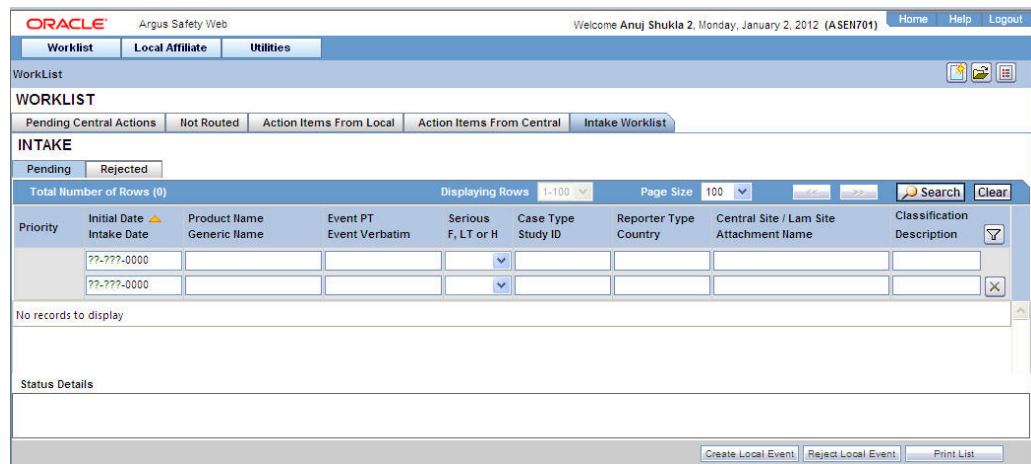 ORACLE® Argus Safety Web Welcome Anuj Shukla 2, Monday, January 2, 2012 (ASEN701) Home Help Logout
Worklist Local Affiliate Utilities
WorkList
WORKLIST
Pending Central Actions Not Routed Action Items From Local Action Items From Central Intake Worklist
INTAKE
Pending Rejected
Total Number of Rows (0) Displaying Rows 1-100 Page Size 100 << >> Search Clear
Priority Initial Date Product Name Event PT Serious Case Type Reporter Type Central Site / Lam Site Classification
Intake Date Generic Name Event Verbatim F, LT or H Study ID Country Attachment Name Description
??-???-0000
??-???-0000
No records to display
Status Details
Create Local Event Reject Local Event Print List